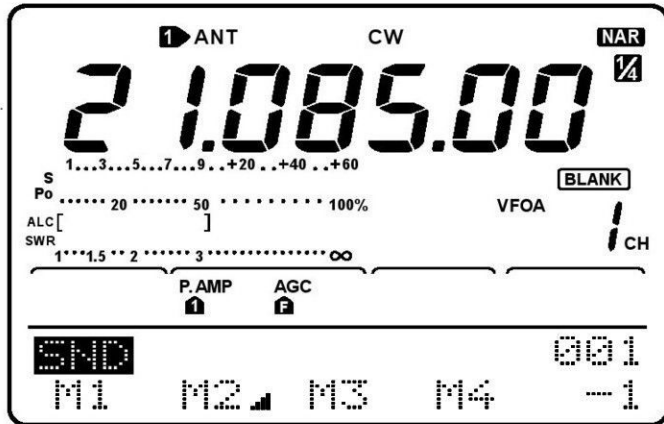 1 ANT CW NAR
21.085.00 1/4
1...3...5...7...9..+20..+40..+60
S
Po ...... 20 ...... 50 .......... 100%
BLANK
VFOA 1 CH
ALC [ ]
SWR
1···1.5··2 ··· 3 ·············· ∞
P.AMP AGC
1 F
SND 001
M1 M2 M3 M4 -1